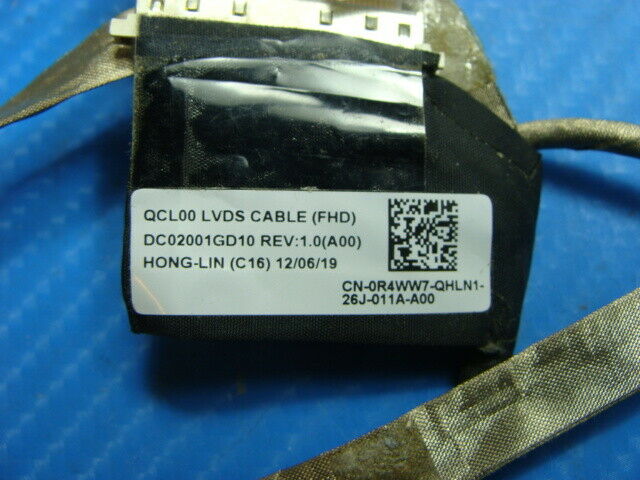 QCL00 LVDS CABLE (FHD)
DC02001GD10 REV:1.0(A00)
HONG-LIN (C16) 12/06/19
CN-0R4WW7-QHLN1-
26J-011A-A00